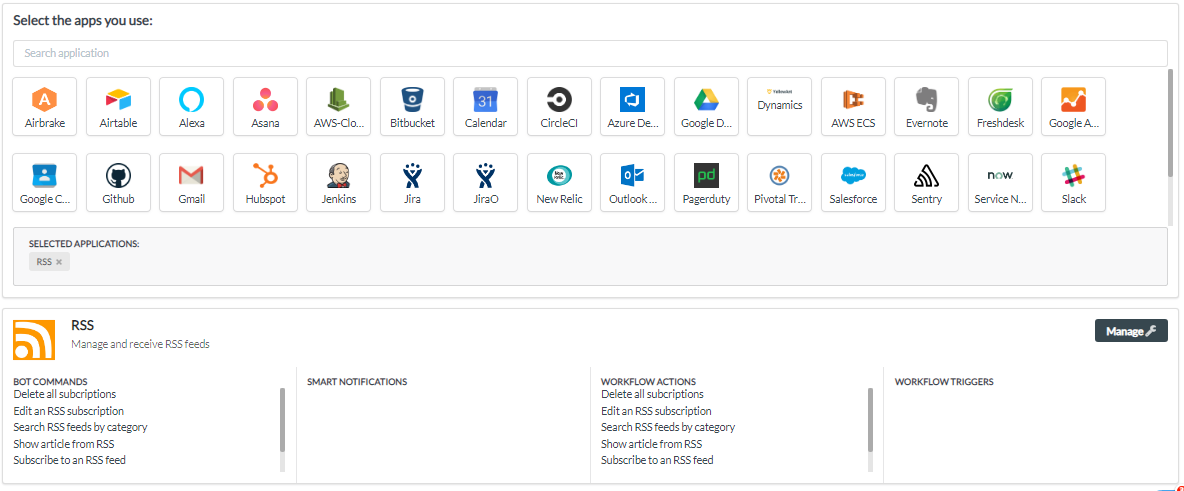 Select the apps you use:
Search application
Airbrake Airtable Alexa Asana AWS-Clo... Bitbucket Calendar CircleCI Azure De... Google D... Yellowant Dynamics AWS ECS Evernote Freshdesk Google A...
31
Google C... Github Gmail Hubspot Jenkins Jira JiraO New Relic Outlook ... Pagerduty Pivotal Tr... Salesforce Sentry Service N... Slack
New Relic
pd
salesforce
now
SELECTED APPLICATIONS:
RSS ×
RSS
Manage and receive RSS feeds
Manage
BOT COMMANDS
Delete all subcriptions
Edit an RSS subscription
Search RSS feeds by category
Show article from RSS
Subscribe to an RSS feed
SMART NOTIFICATIONS
WORKFLOW ACTIONS
Delete all subcriptions
Edit an RSS subscription
Search RSS feeds by category
Show article from RSS
Subscribe to an RSS feed
WORKFLOW TRIGGERS